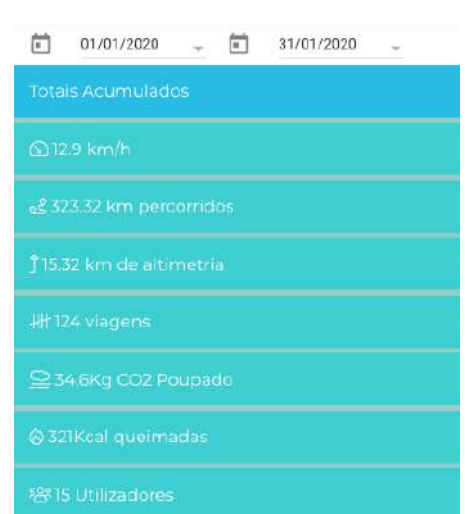 01/01/2020 31/01/2020
Totais Acumulados
12.9 km/h
323.32 km percorridos
15.32 km de altimetria
124 viagens
34.6Kg CO2 Poupado
321Kcal queimadas
15 Utilizadores